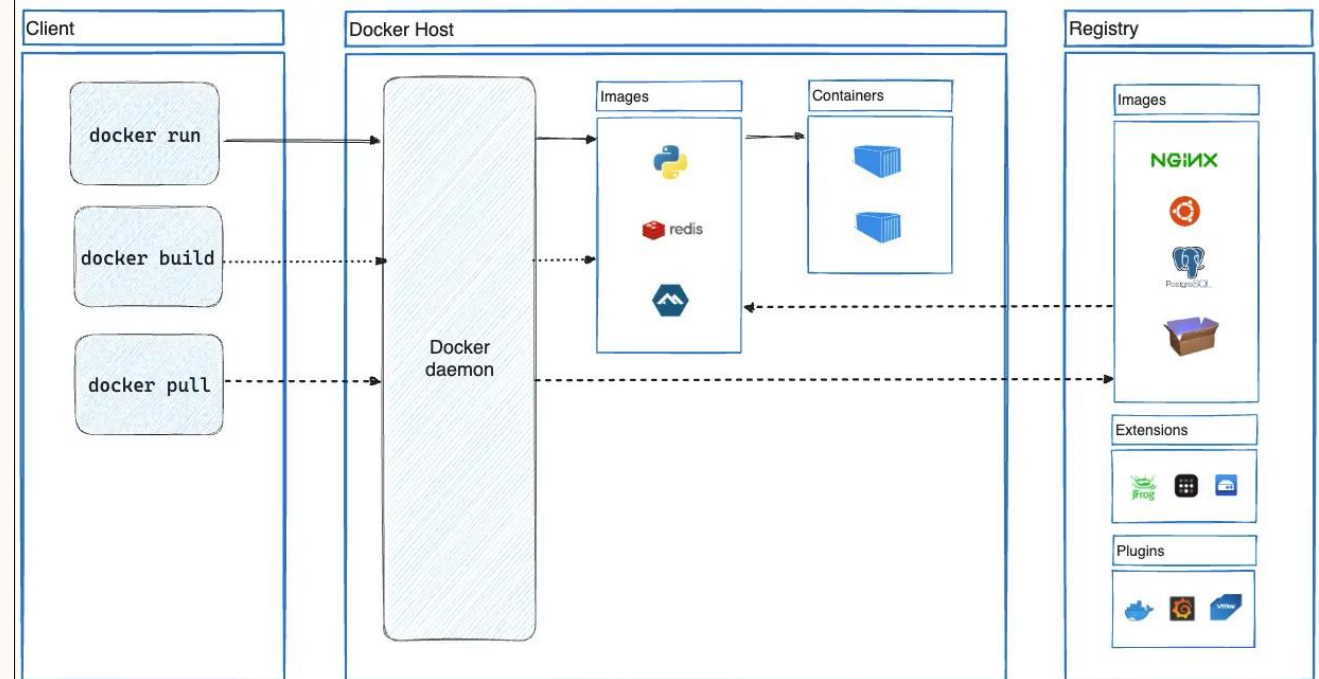 Client
docker run
docker build
docker pull
Docker Host
Docker
daemon
Images
redis
Containers
Registry
Images
NGINX
PostgreSQL
Extensions
JFrog
Plugins